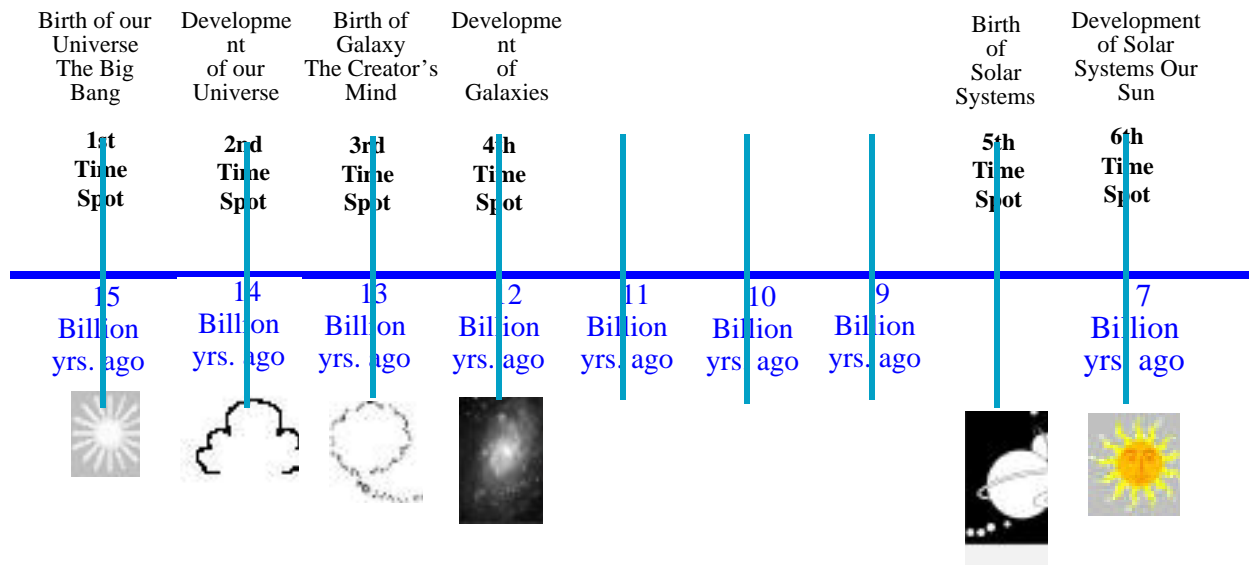 Birth of our
Universe
The Big
Bang
Developme
nt
of our
Universe
Birth of
Galaxy
The Creator's
Mind
Developme
nt
of
Galaxies
Birth
of
Solar
Systems
Development
of Solar
Systems Our
Sun
1st
Time
Spot
2nd
Time
Spot
3rd
Time
Spot
4th
Time
Spot
5th
Time
Spot
6th
Time
Spot
15
Billion
yrs. ago
14
Billion
yrs. ago
13
Billion
yrs. ago
12
Billion
yrs. ago
11
Billion
yrs. ago
10
Billion
yrs. ago
9
Billion
yrs. ago
7
Billion
yrs. ago